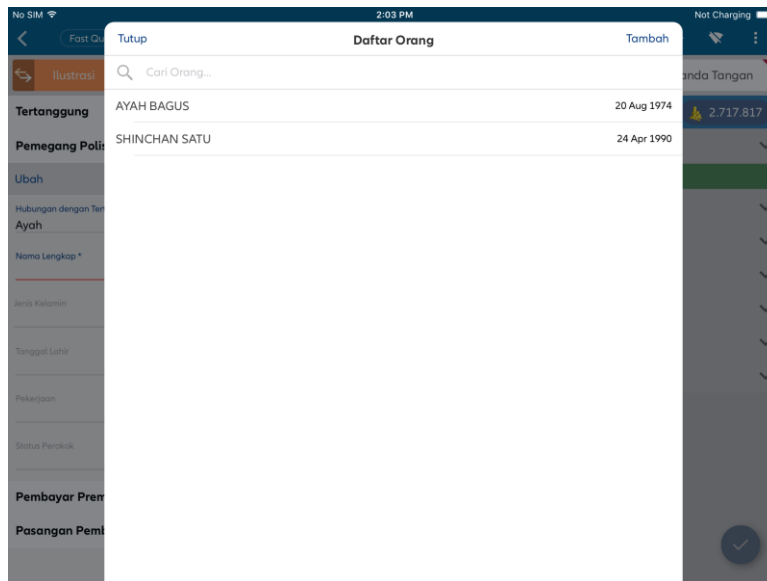 No SIM 2:03 PM Not Charging
Fast Qu
Tutup Daftar Orang Tambah
Ilustrasi
Cari Orang...
anda Tangan
Tertanggung
AYAH BAGUS 20 Aug 1974
2.717.817
Pemegang Polis
SHINCHAN SATU 24 Apr 1990
Ubah
Hubungan dengan Ter
Ayah
Nama Lengkap *
Jenis Kelamin
Tanggal Lahir
Pekerjaan
Status Perokok
Pembayar Prem
Pasangan Pemb